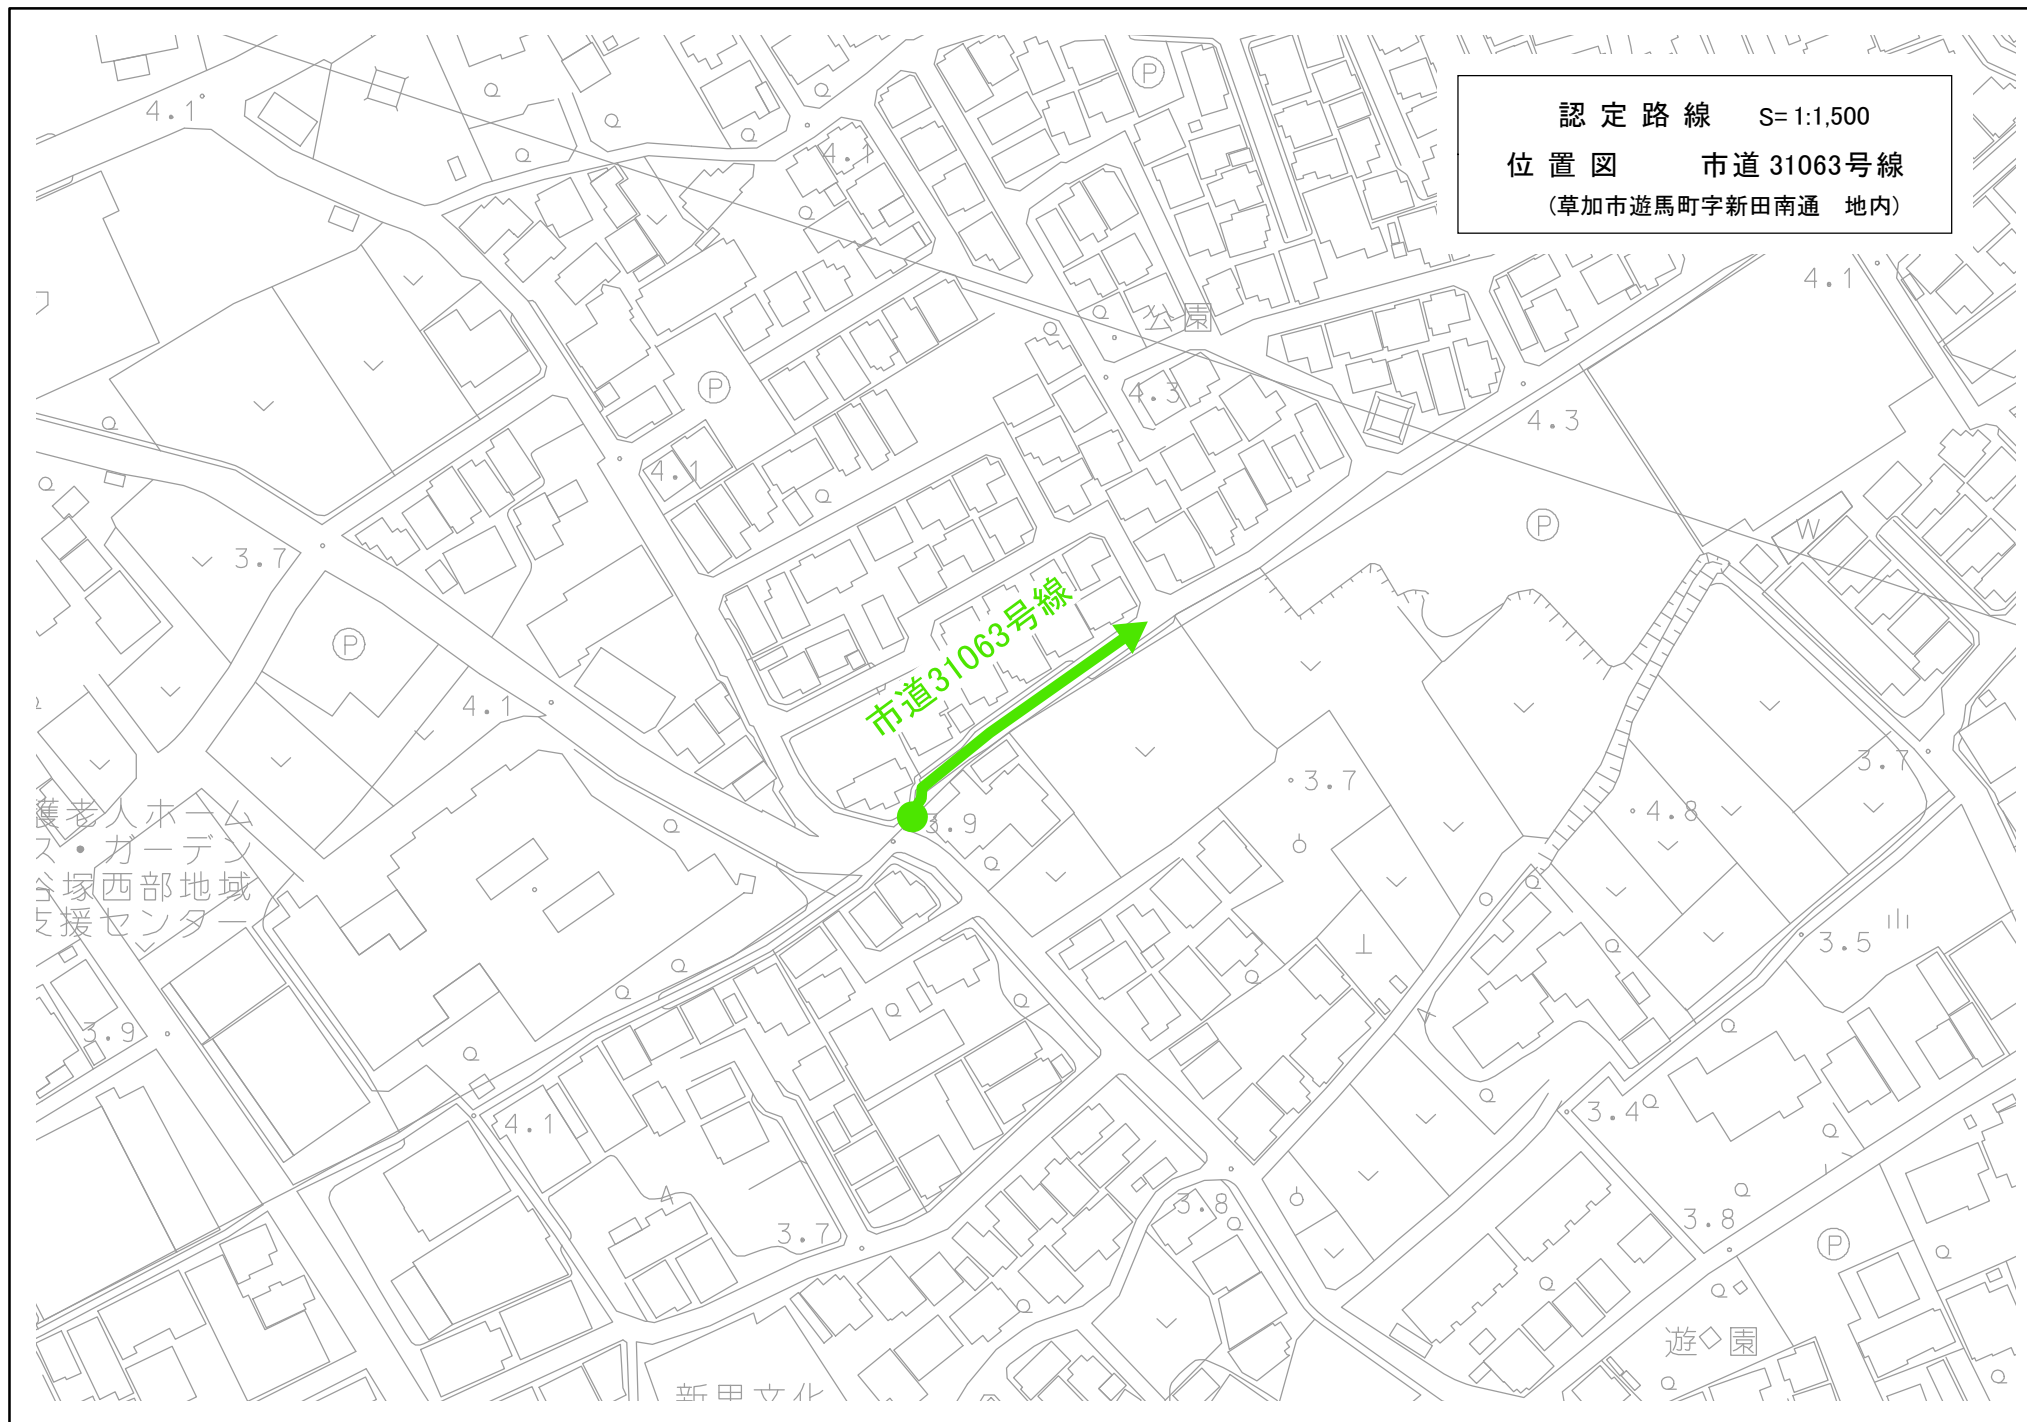 認定路線 S=1:1,500
位置図 市道31063号線
(草加市遊馬町字新田南通 地内)
4.1
4.1
4.1
公園
P
P
4.3
4.3
4.1
P
W
3.7
P
市道31063号線
4.1
3.7
3.7
4.8
護老人ホーム
ス・ガーデン
谷塚西部地域
支援センター
3.9
3.5
3.9
4.1
3.4
3.7
3.8
3.8
P
遊園